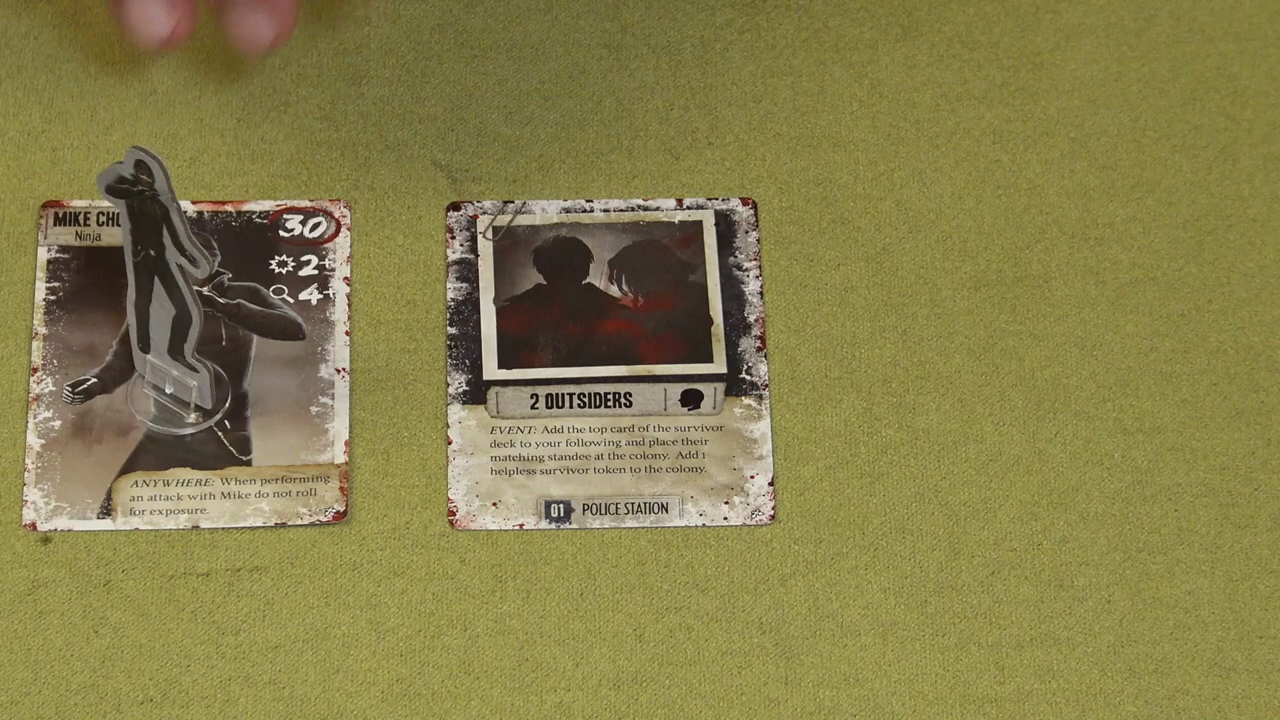 MIKE
Ninja
30
2+
4+
ANYWHERE: When performing
an attack with Mike do not roll
for exposure.
2 OUTSIDERS
EVENT: Add the top card of the survivor
deck to your following and place their
matching standee at the colony. Add 1
helpless survivor token to the colony.
01 POLICE STATION